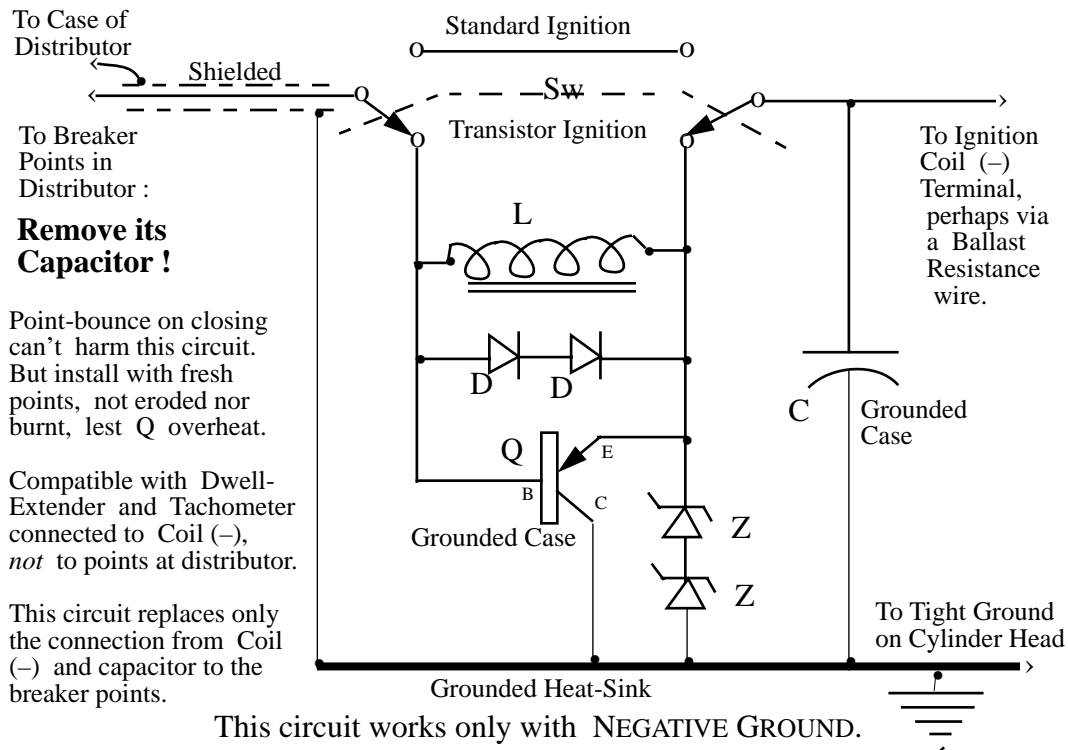 To Case of
Distributor
Standard Ignition
Shielded
Sw
Transistor Ignition
To Breaker
Points in
Distributor :
Remove its
Capacitor !
To Ignition
Coil (–)
Terminal,
perhaps via
a Ballast
Resistance
wire.
L
Point-bounce on closing
can't harm this circuit.
But install with fresh
points, not eroded nor
burnt, lest Q overheat.
D D
C
Grounded
Case
Q
E
B
C
Grounded Case
Compatible with Dwell-
Extender and Tachometer
connected to Coil (–),
not to points at distributor.
Z
Z
This circuit replaces only
the connection from Coil
(–) and capacitor to the
breaker points.
To Tight Ground
on Cylinder Head
Grounded Heat-Sink
This circuit works only with NEGATIVE GROUND.